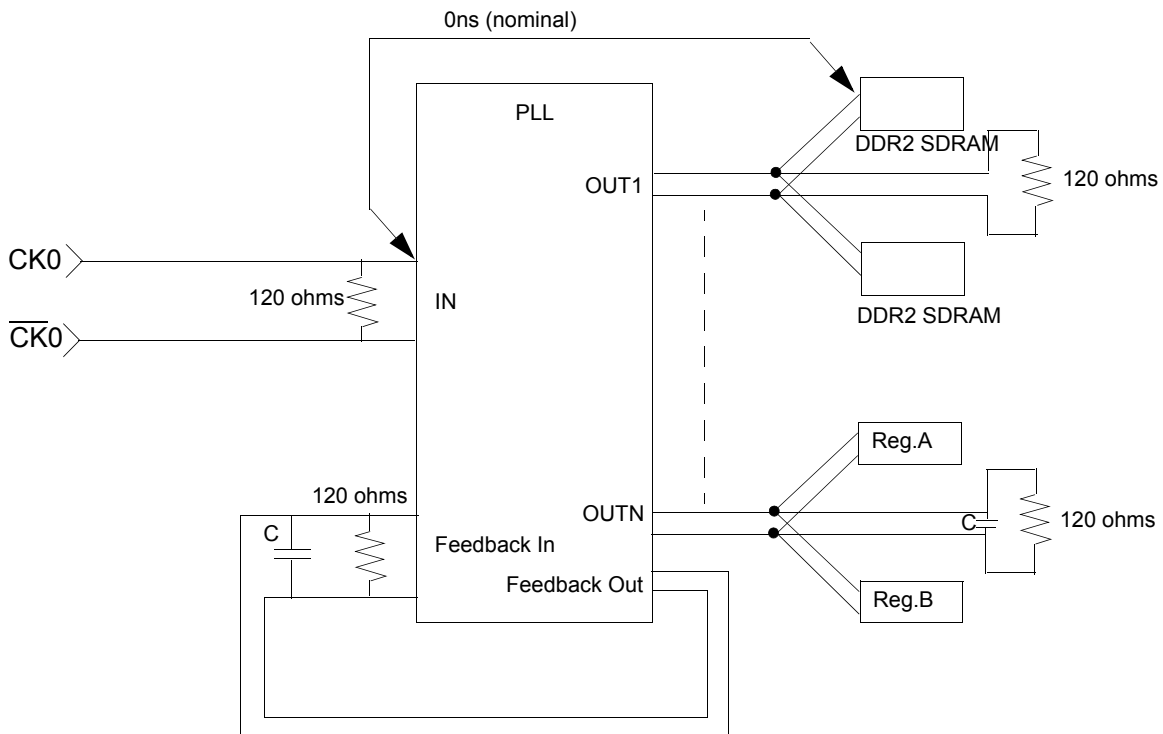 0ns (nominal)
PLL
DDR2 SDRAM
OUT1
120 ohms
CK0
120 ohms
IN
C̅K̅0
DDR2 SDRAM
Reg.A
120 ohms
OUTN
C
120 ohms
C
Feedback In
Feedback Out
Reg.B